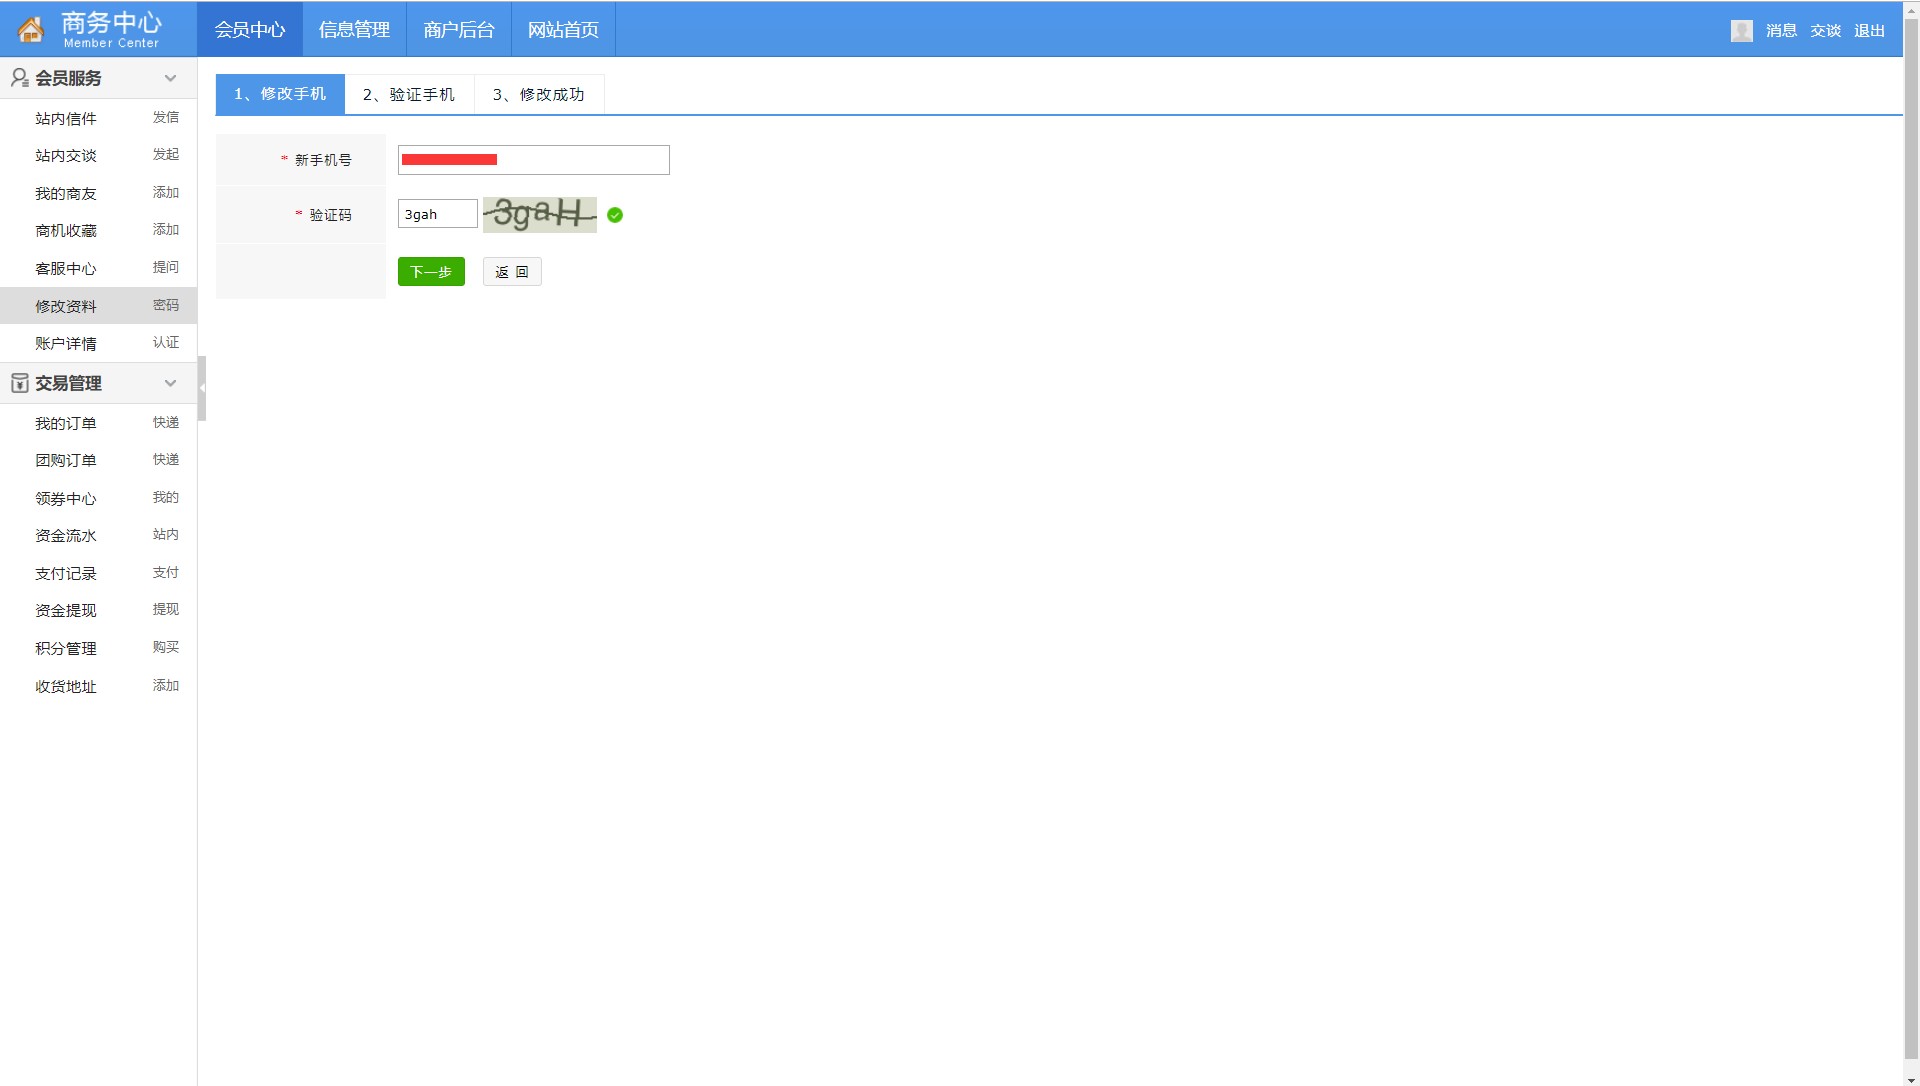 商务中心
Member Center
会员中心 信息管理 商户后台 网站首页
消息 交谈 退出
会员服务
站内信件 发信
站内交谈 发起
我的商友 添加
商机收藏 添加
客服中心 提问
修改资料 密码
账户详情 认证
交易管理
我的订单 快递
团购订单 快递
领券中心 我的
资金流水 站内
支付记录 支付
资金提现 提现
积分管理 购买
收货地址 添加
1、修改手机 2、验证手机 3、修改成功
* 新手机号
* 验证码 3gah 3gaH
下一步 返 回